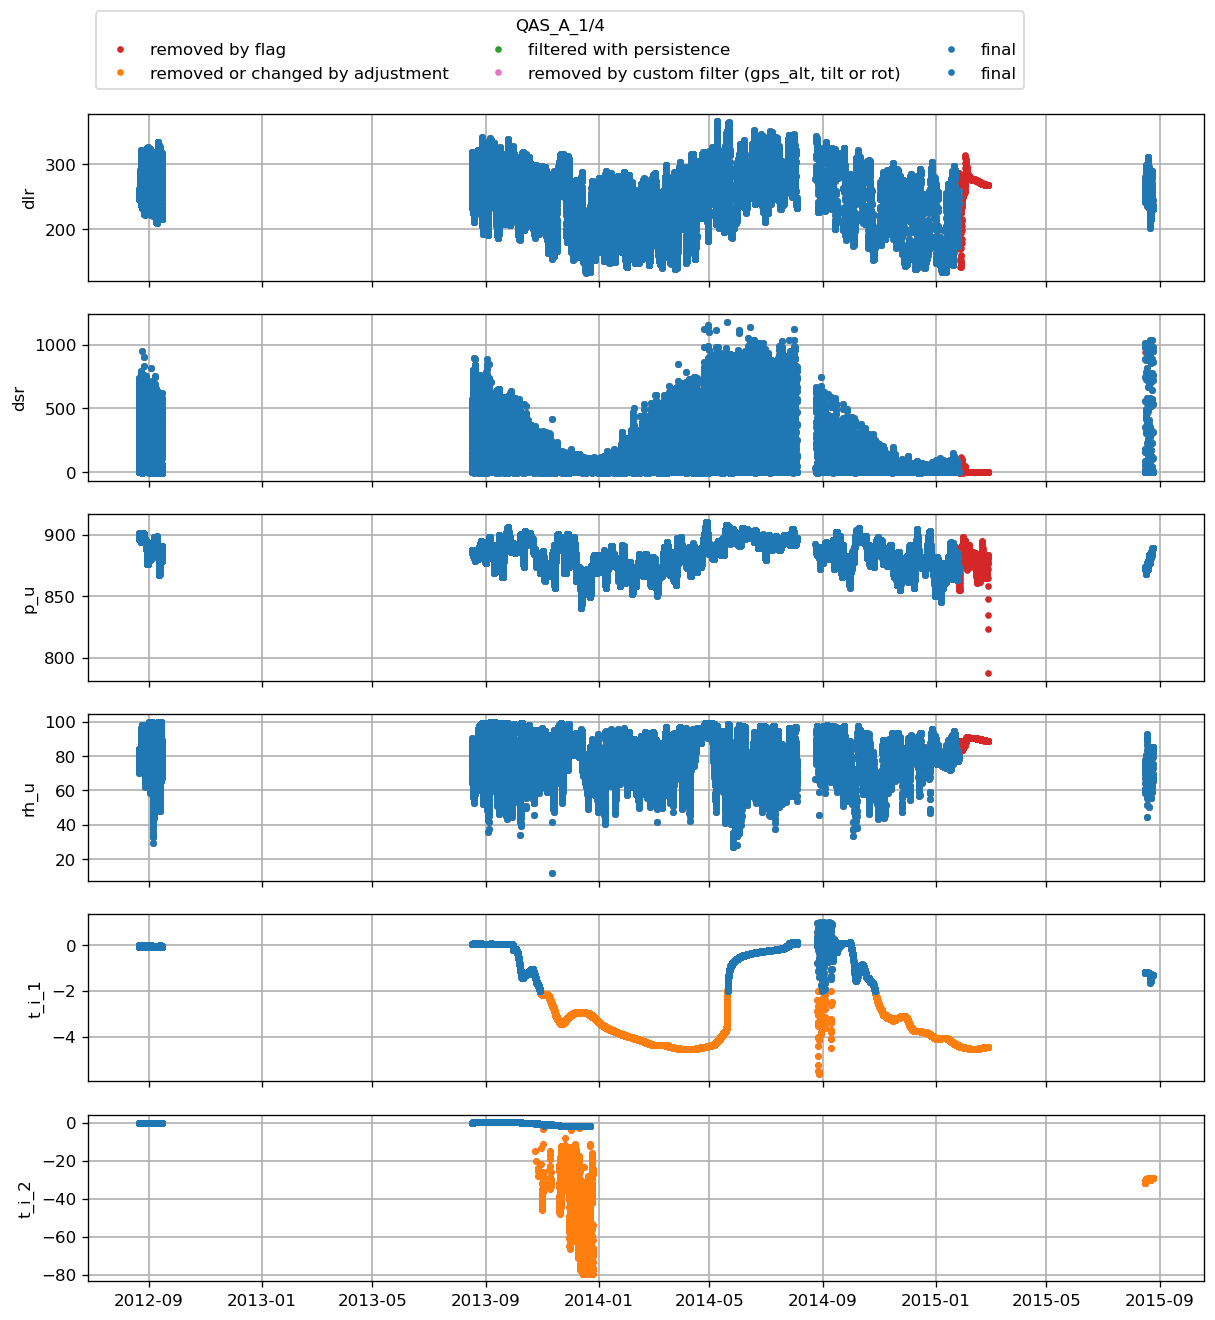 QAS_A_1/4
removed by flag
removed or changed by adjustment
filtered with persistence
removed by custom filter (gps_alt, tilt or rot)
final
final
300
200
dlr
1000
500
0
dsr
900
850
800
p_u
100
80
60
40
20
rh_u
0
−2
−4
t_i_1
0
−20
−40
−60
−80
t_i_2
2012-09 2013-01 2013-05 2013-09 2014-01 2014-05 2014-09 2015-01 2015-05 2015-09